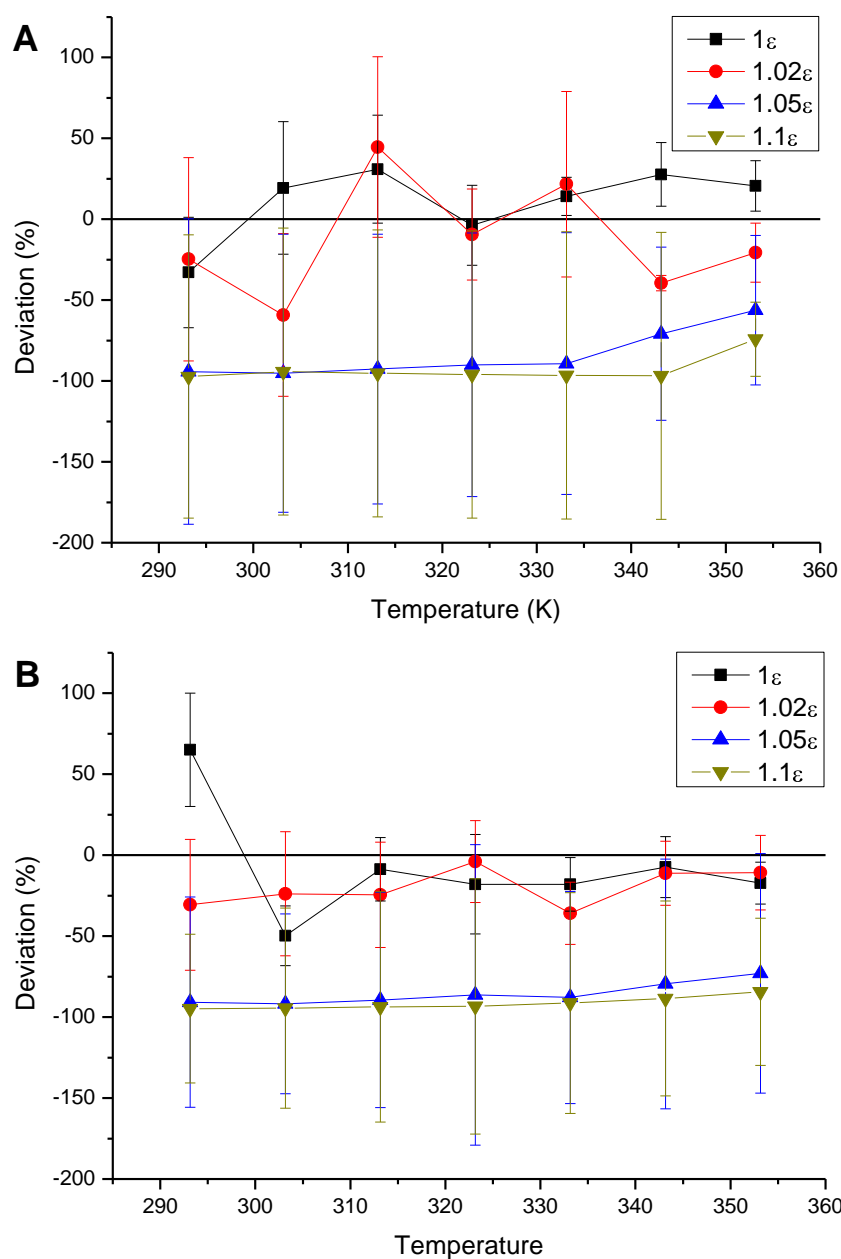 A
1ε
1.02ε
1.05ε
1.1ε
100
50
0
-50
-100
-150
-200
Deviation (%)
290 300 310 320 330 340 350 360
Temperature (K)
B
1ε
1.02ε
1.05ε
1.1ε
100
50
0
-50
-100
-150
-200
Deviation (%)
290 300 310 320 330 340 350 360
Temperature